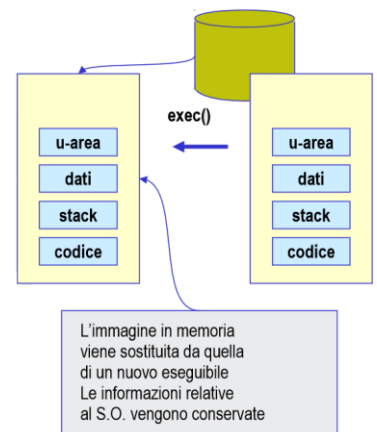 exec()
u-area
dati
stack
codice
u-area
dati
stack
codice
L'immagine in memoria
viene sostituita da quella
di un nuovo eseguibile
Le informazioni relative
al S.O. vengono conservate